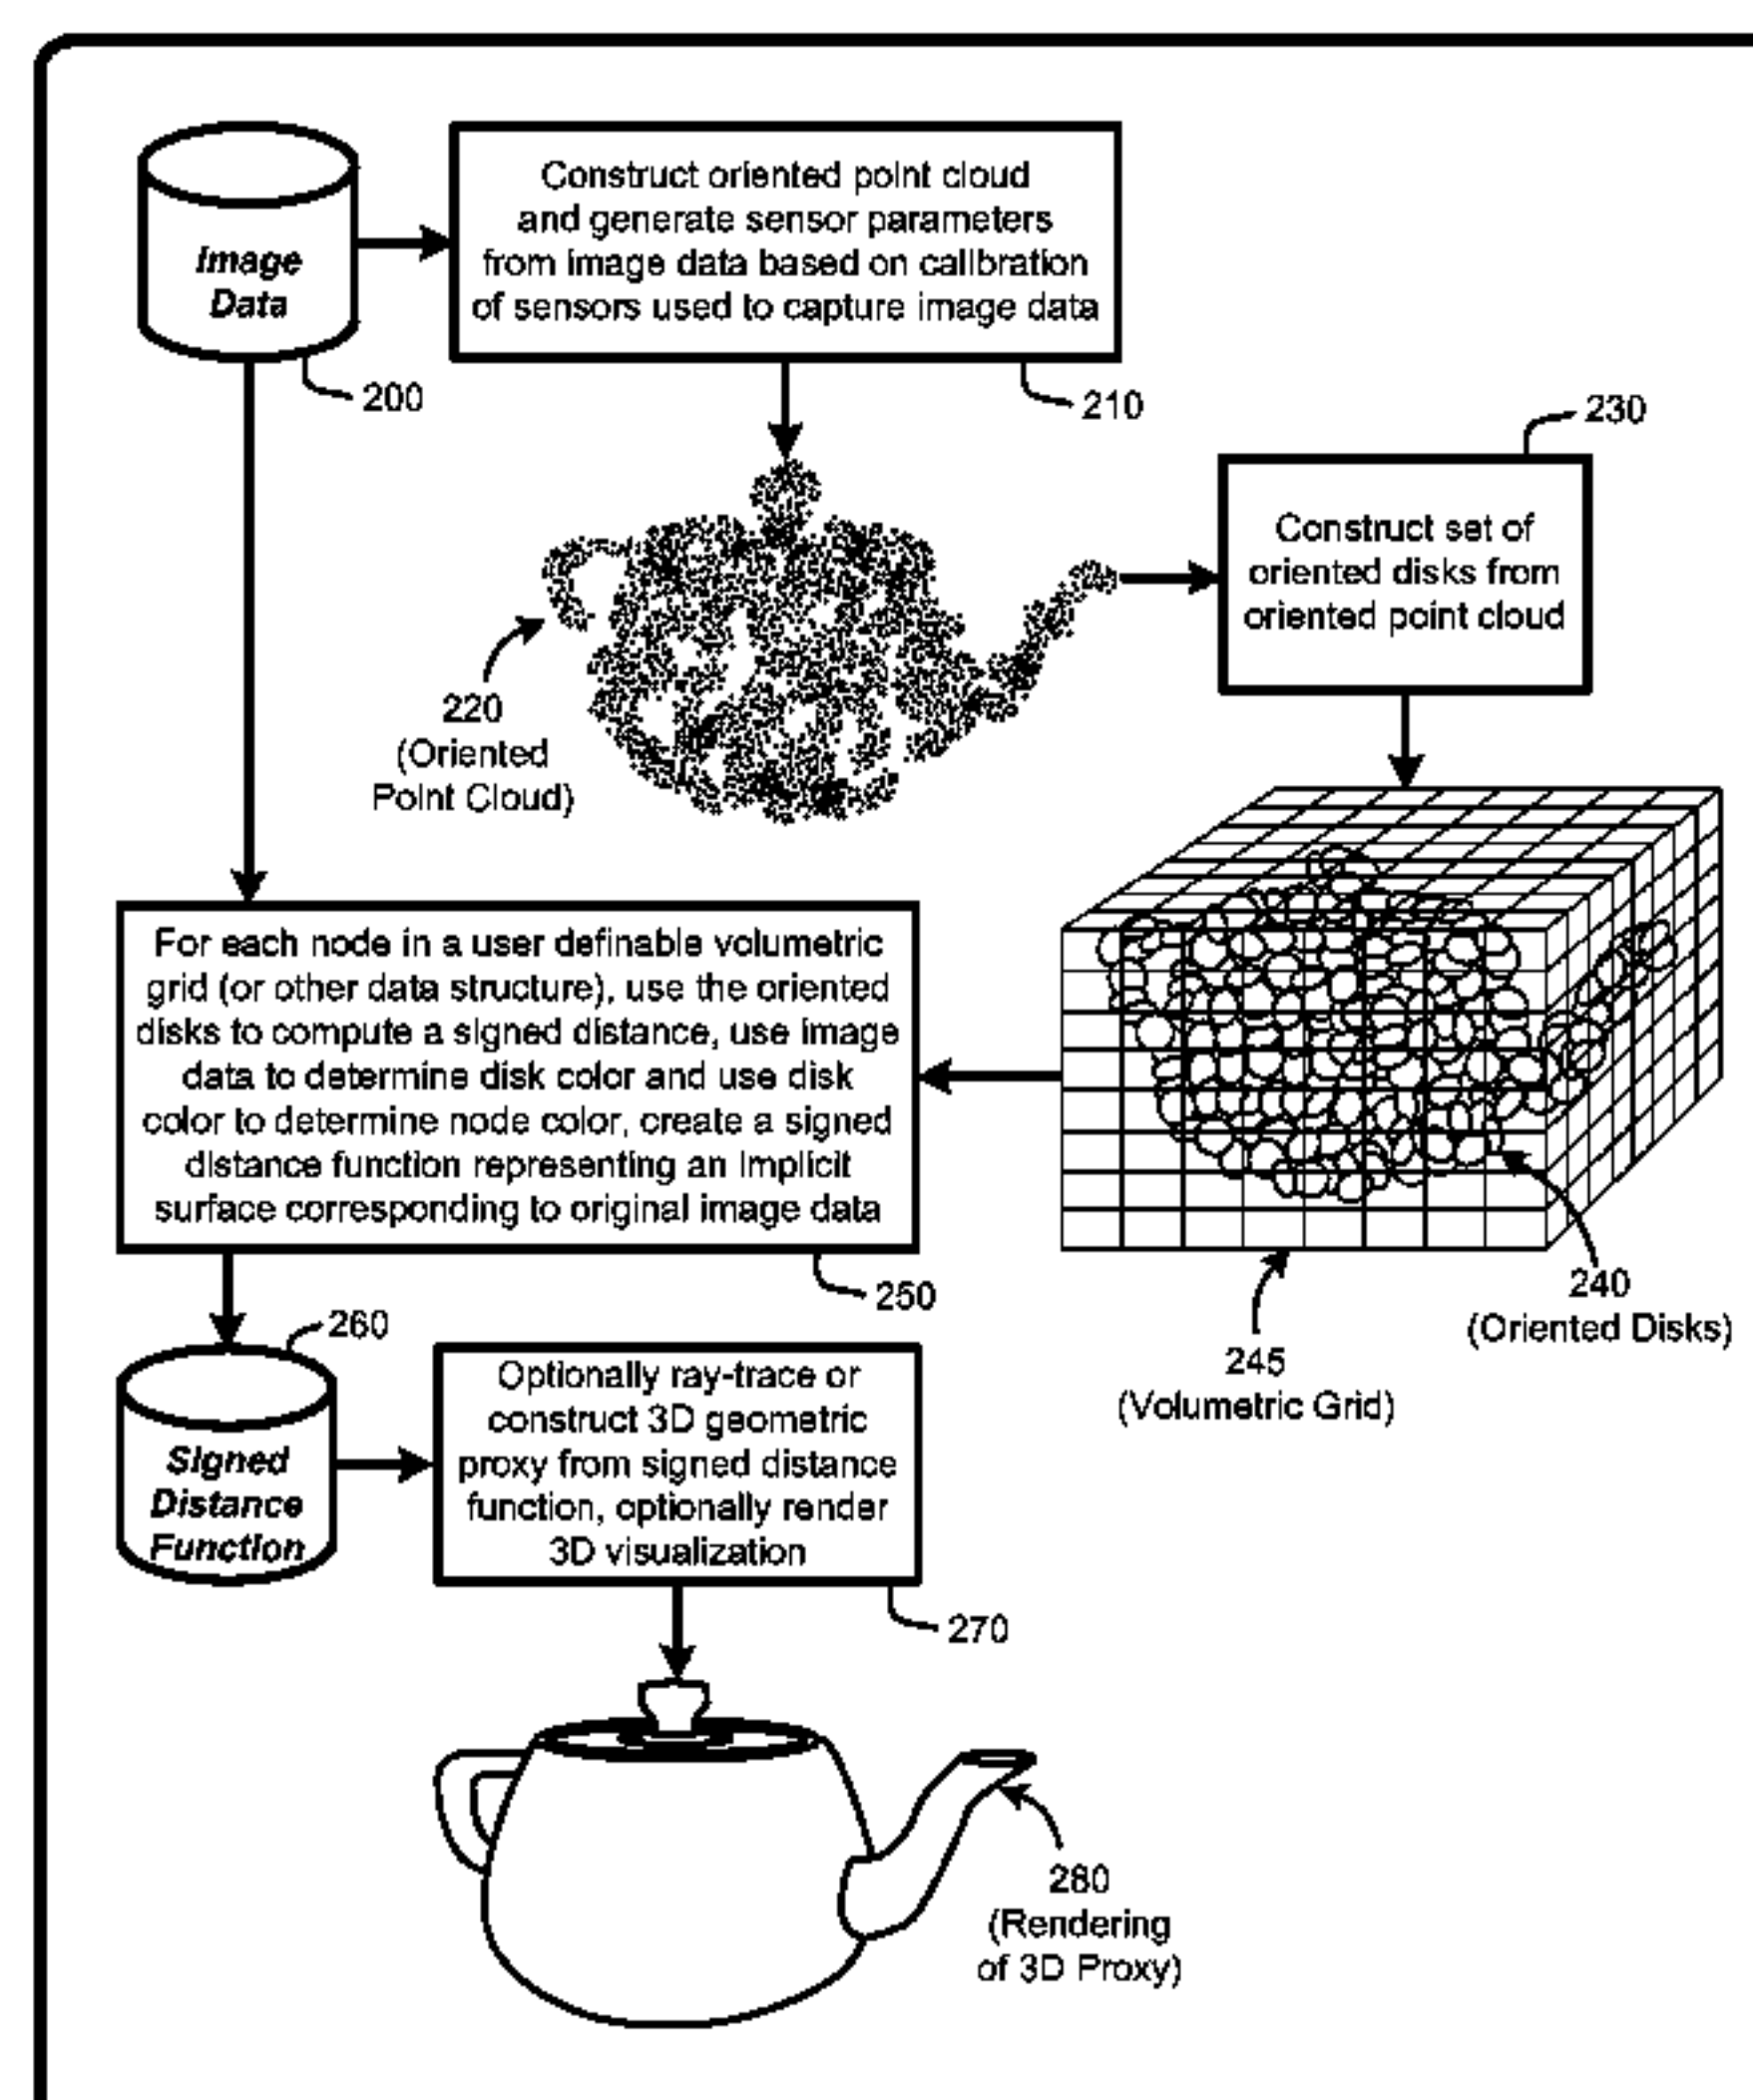 Image
Data
200
Construct oriented point cloud
and generate sensor parameters
from image data based on calibration
of sensors used to capture image data
210
230
Construct set of
oriented disks from
oriented point cloud
220
(Oriented
Point Cloud)
For each node in a user definable volumetric
grid (or other data structure), use the oriented
disks to compute a signed distance, use image
data to determine disk color and use disk
color to determine node color, create a signed
distance function representing an implicit
surface corresponding to original image data
250
240
(Oriented Disks)
245
(Volumetric Grid)
260
Signed
Distance
Function
Optionally ray-trace or
construct 3D geometric
proxy from signed distance
function, optionally render
3D visualization
270
280
(Rendering
of 3D Proxy)